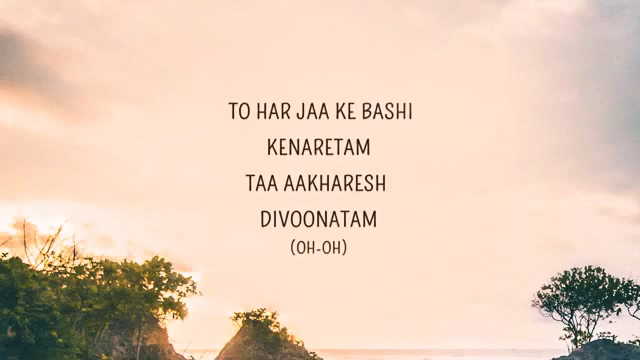 TO HAR JAA KE BASHI
KENARETAM
TAA AAKHARESH
DIVOONATAM
(OH-OH)